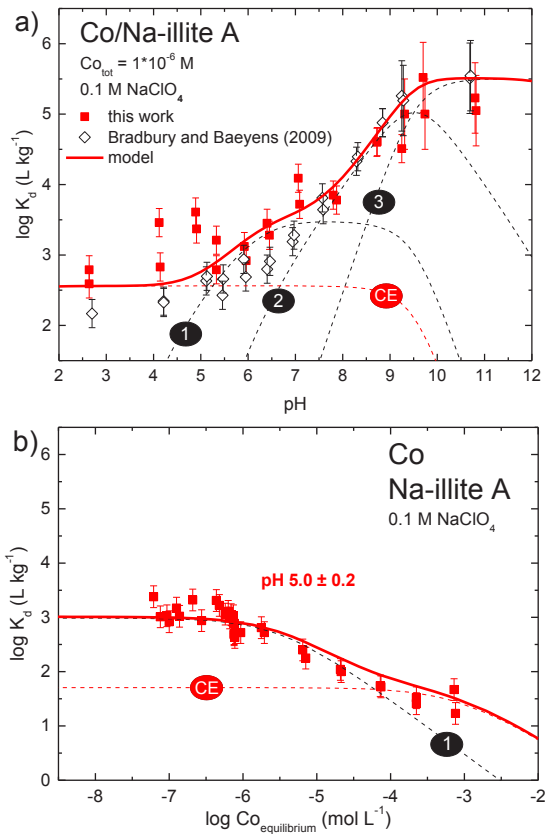 a)
Co/Na-illite A
Co_tot = 1*10^-6 M
0.1 M NaClO_4
this work
Bradbury and Baeyens (2009)
model
log K_d (L kg^-1)
6
5
4
3
2
1
2
3
CE
2 3 4 5 6 7 8 9 10 11 12
pH
b)
Co
Na-illite A
0.1 M NaClO_4
pH 5.0 ± 0.2
log K_d (L kg^-1)
6
5
4
3
2
1
0
CE
1
-8 -7 -6 -5 -4 -3 -2
log Co_equilibrium (mol L^-1)